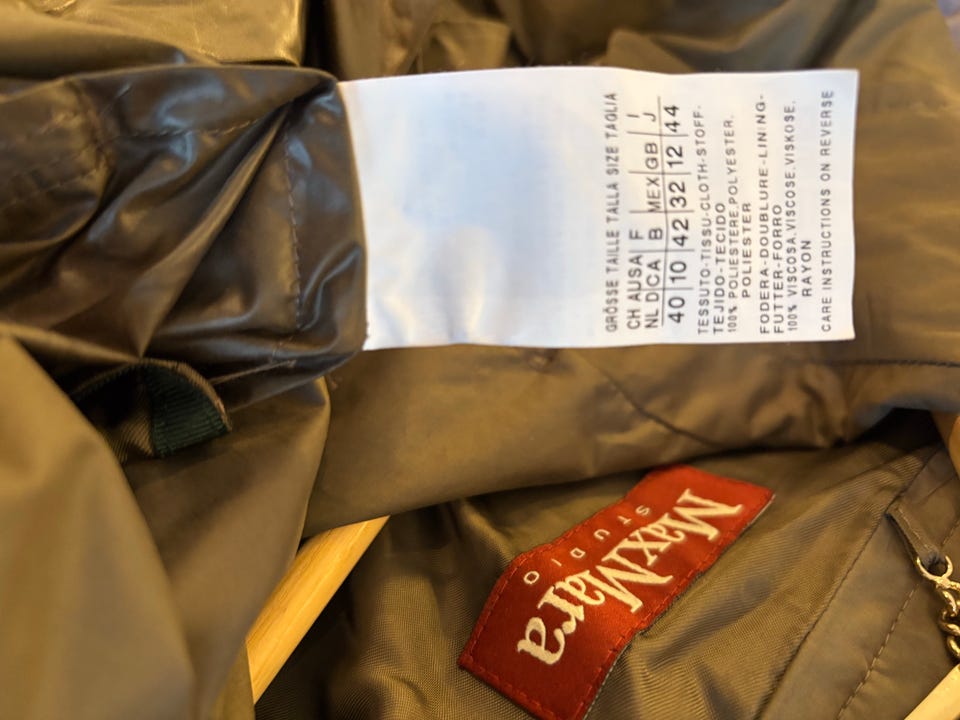 GRÖSSE TAILLE TALLA SIZE TAGLIA
CH A USA F I
NL D CA B MEX GB J
40 10 42 32 12 44
TESSUTO-TISSU-CLOTH-STOFF-
TEJIDO-TECIDO
100% POLIESTERE.POLYESTER.
POLIESTER
FODERA-DOUBLURE-LINING-
FUTTER-FORRO
100% VISCOSA.VISCOSE.VISKOSE.
RAYON
CARE INSTRUCTIONS ON REVERSE
MaxMara
STUDIO